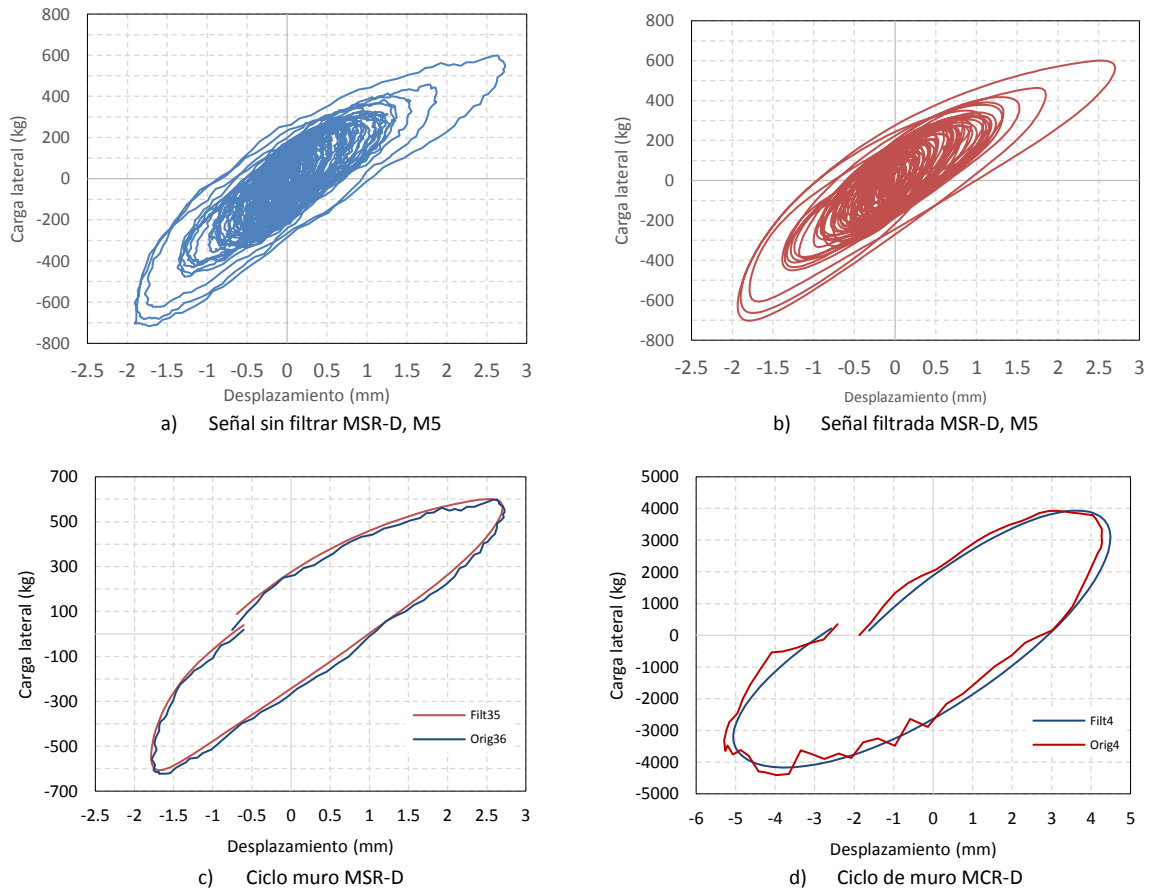 800
600
400
200
0
-200
-400
-600
-800
-2.5 -2 -1.5 -1 -0.5 0 0.5 1 1.5 2 2.5 3
Carga lateral (kg)
Desplazamiento (mm)
a) Señal sin filtrar MSR-D, M5
800
600
400
200
0
-200
-400
-600
-800
-2.5 -2 -1.5 -1 -0.5 0 0.5 1 1.5 2 2.5 3
Carga lateral (kg)
Desplazamiento (mm)
b) Señal filtrada MSR-D, M5
700
500
300
100
-100
-300
-500
-700
-2.5 -2 -1.5 -1 -0.5 0 0.5 1 1.5 2 2.5 3
Carga lateral (kg)
Filt35
Orig36
Desplazamiento (mm)
c) Ciclo muro MSR-D
5000
4000
3000
2000
1000
0
-1000
-2000
-3000
-4000
-5000
-6 -5 -4 -3 -2 -1 0 1 2 3 4 5
Carga lateral (kg)
Filt4
Orig4
Desplazamiento (mm)
d) Ciclo de muro MCR-D